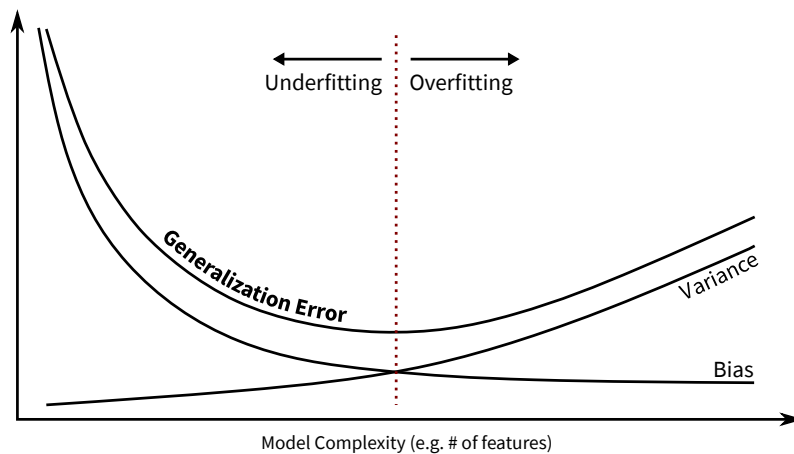 Underfitting
Overfitting
Generalization Error
Variance
Bias
Model Complexity (e.g. # of features)